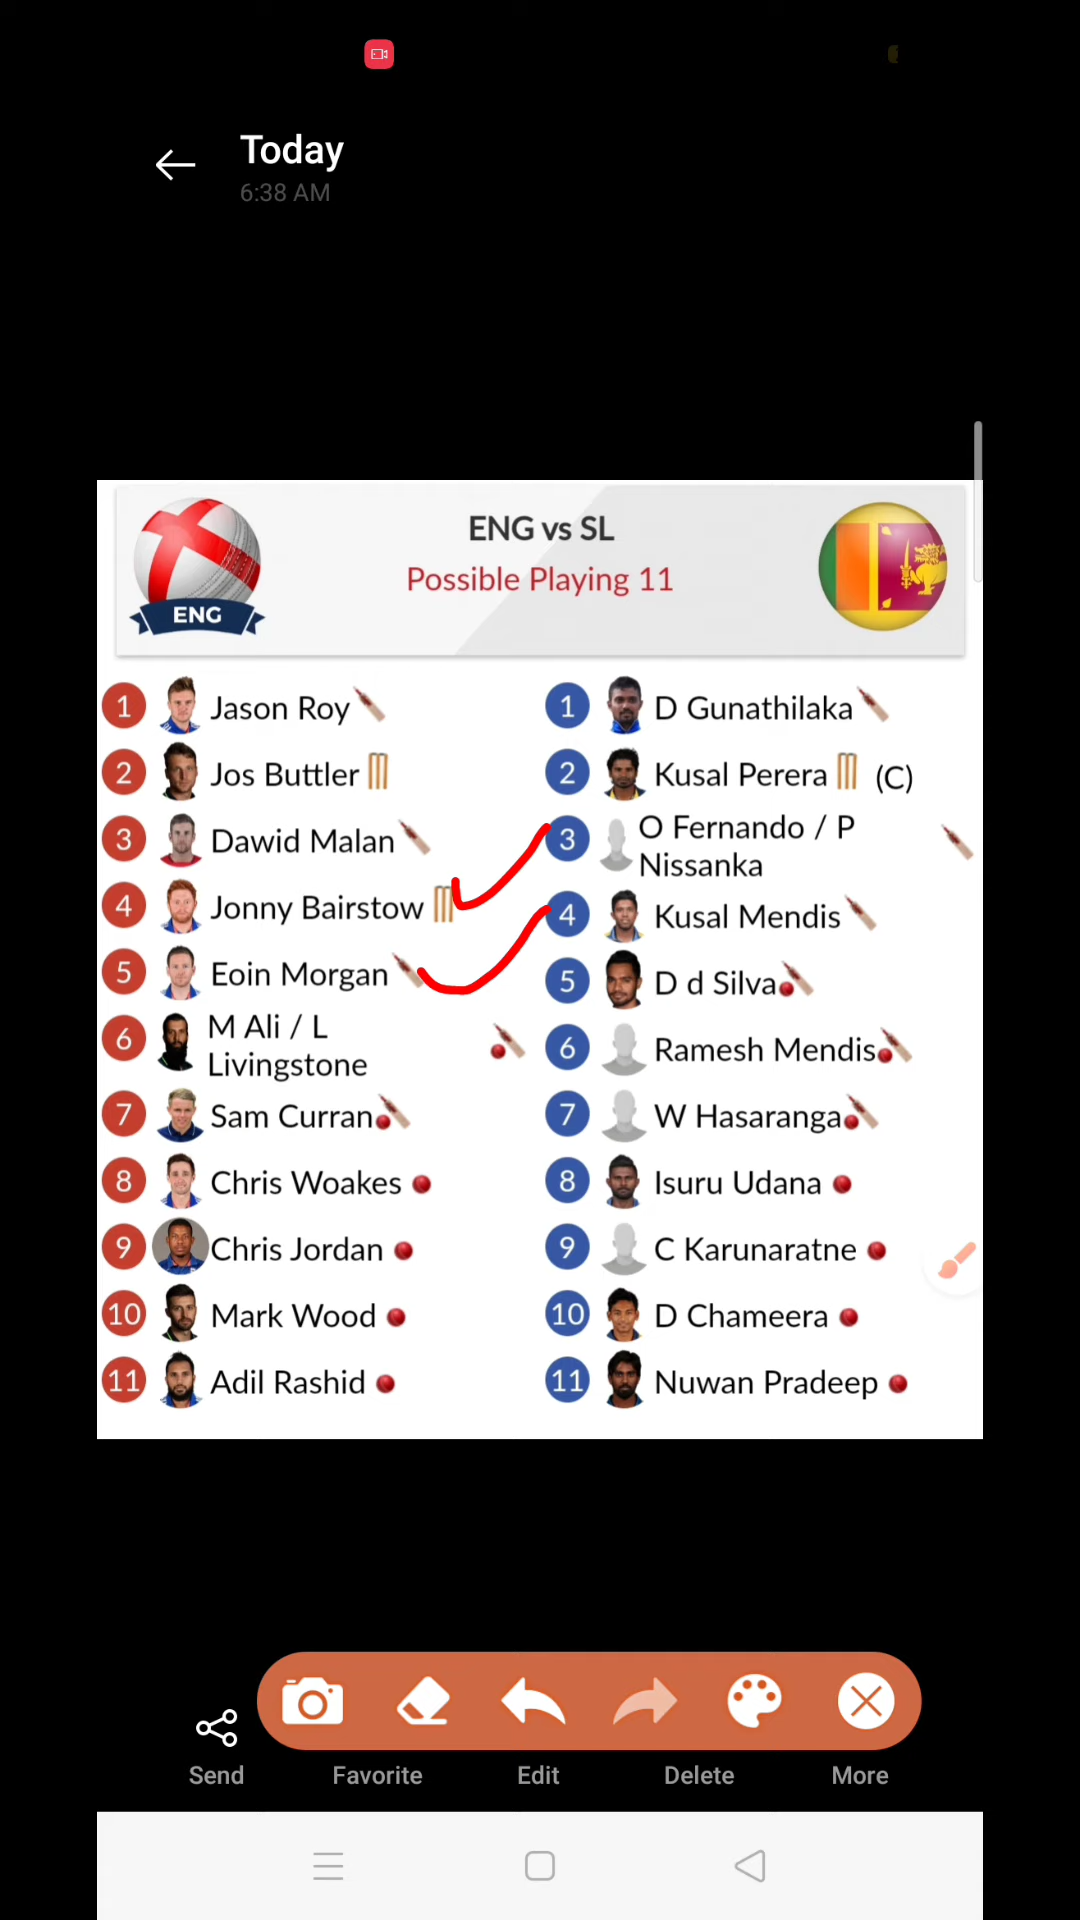 Today
6:38 AM
ENG vs SL
Possible Playing 11
ENG
1 Jason Roy
2 Jos Buttler
3 Dawid Malan
4 Jonny Bairstow
5 Eoin Morgan
6 M Ali / L
Livingstone
7 Sam Curran
8 Chris Woakes
9 Chris Jordan
10 Mark Wood
11 Adil Rashid
1 D Gunathilaka
2 Kusal Perera (C)
3 O Fernando / P
Nissanka
4 Kusal Mendis
5 D d Silva
6 Ramesh Mendis
7 W Hasaranga
8 Isuru Udana
9 C Karunaratne
10 D Chameera
11 Nuwan Pradeep
Send Favorite Edit Delete More